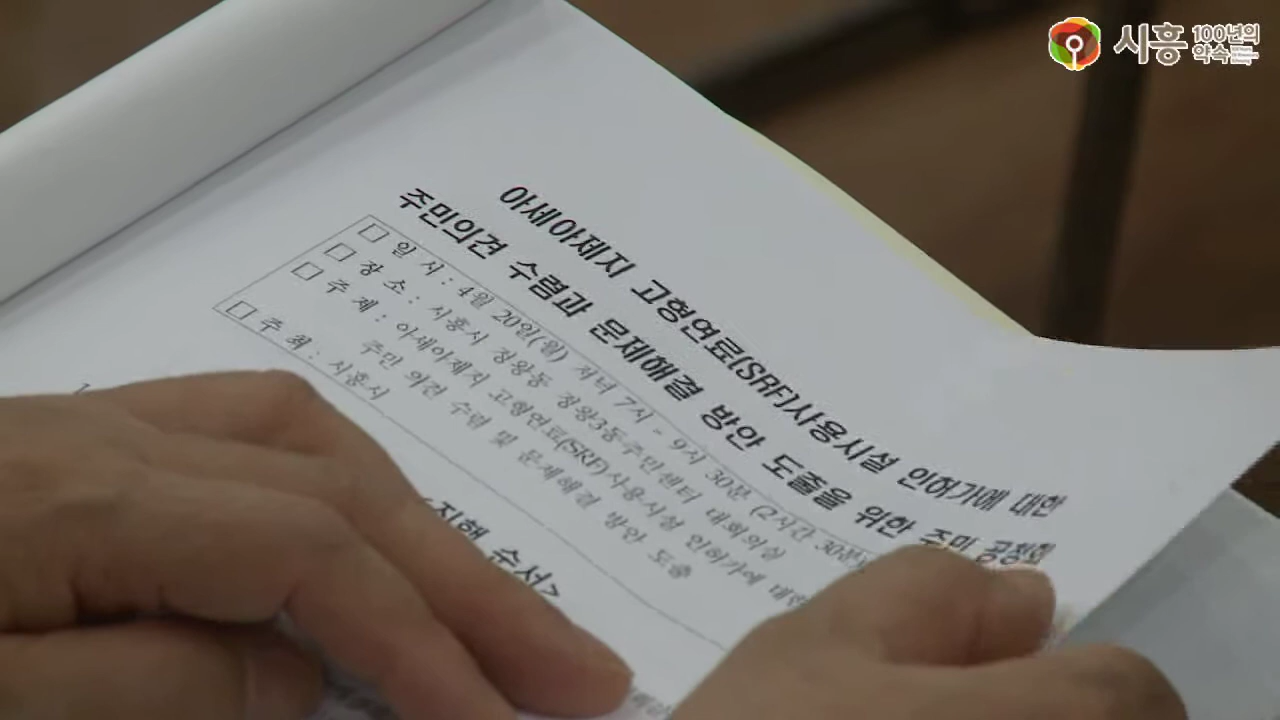 시흥 100년의 약속
아세아제지 고형연료(SRF)사용시설 인허가에 대한
주민의견 수렴과 문제해결 방안 도출을 위한 주민 공청회
□ 일 시 : 4월 20일(월) 저녁 7시 - 9시 30분 (2시간 30분)
□ 장 소 : 시흥시 정왕동 정왕3동주민센터 대회의실
□ 주 제 : 아세아제지 고형연료(SRF)사용시설 인허가에 대한
주민 의견 수렴 및 문제해결 방안 도출
□ 주 최 : 시흥시
<진행 순서>